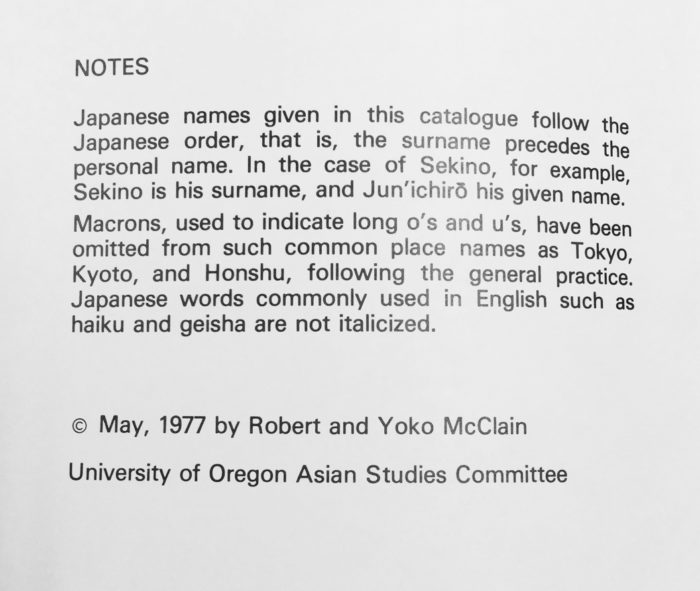 NOTES
Japanese names given in this catalogue follow the
Japanese order, that is, the surname precedes the
personal name. In the case of Sekino, for example,
Sekino is his surname, and Jun'ichirō his given name.
Macrons, used to indicate long o's and u's, have been
omitted from such common place names as Tokyo,
Kyoto, and Honshu, following the general practice.
Japanese words commonly used in English such as
haiku and geisha are not italicized.
© May, 1977 by Robert and Yoko McClain
University of Oregon Asian Studies Committee